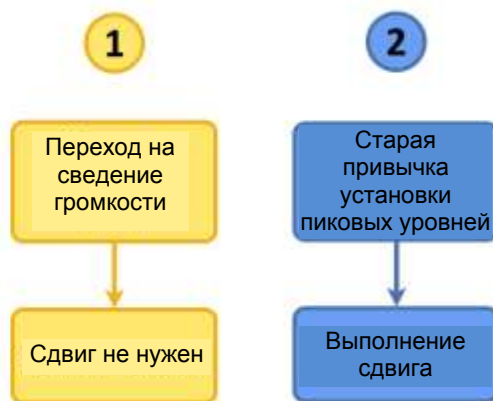 1
2
Переход на
сведение
громкости
Старая
привычка
установки
пиковых уровней
Сдвиг не нужен
Выполнение
сдвига